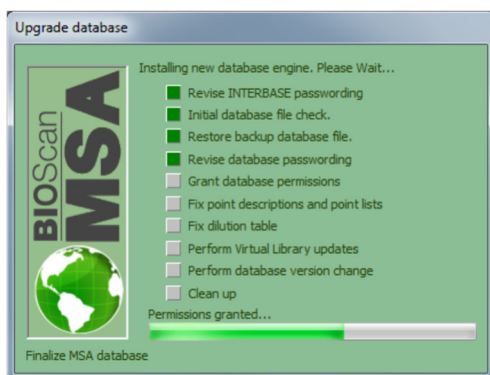 Upgrade database
Installing new database engine. Please Wait...
Revise INTERBASE passwording
Initial database file check.
Restore backup database file.
Revise database passwording
Grant database permissions
Fix point descriptions and point lists
Fix dilution table
Perform Virtual Library updates
Perform database version change
Clean up
Permissions granted...
BIOScan
MSA
Finalize MSA database